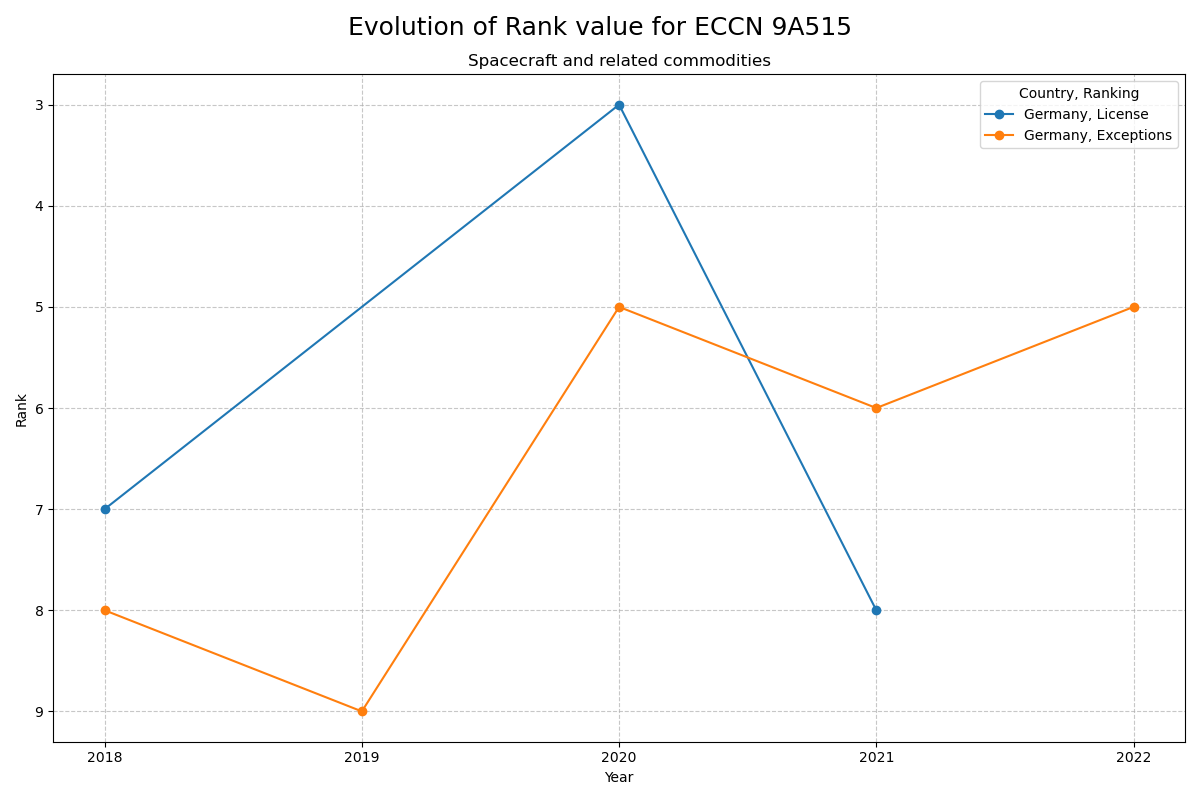 Evolution of Rank value for ECCN 9A515
Spacecraft and related commodities
Country, Ranking
Germany, License
Germany, Exceptions
Rank
3
4
5
6
7
8
9
2018
2019
2020
2021
2022
Year